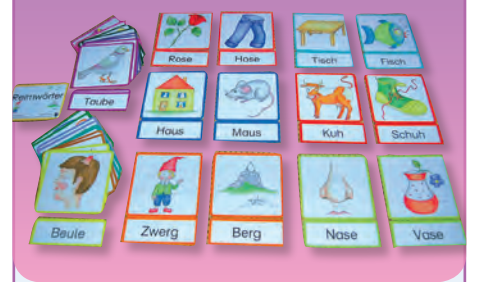 Rose Hose Tisch Fisch
Reimwörter Taube
Haus Maus Kuh Schuh
Beule Zwerg Berg Nase Vase